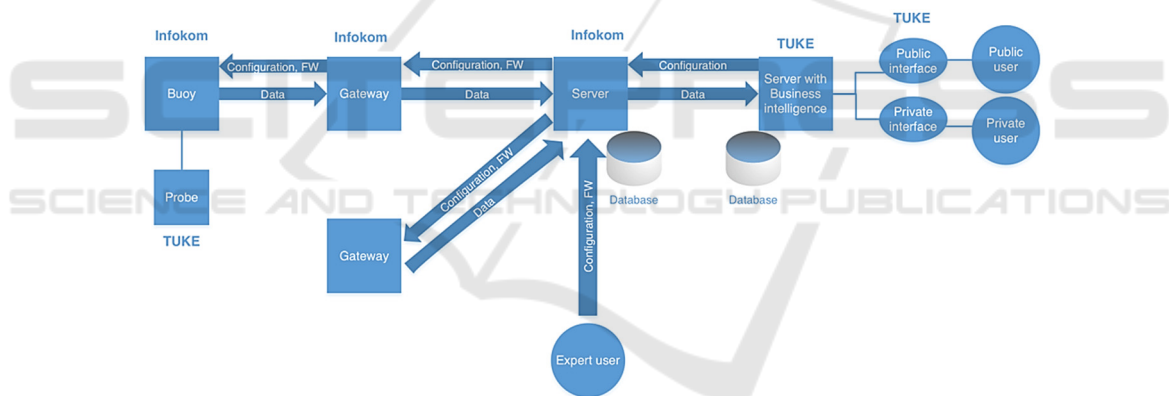 TUKE
Infokom
Infokom
Infokom
TUKE
Public
interface
Public
user
Configuration, FW
Configuration, FW
Configuration
Buoy
Data
Gateway
Data
Server
Data
Server with
Business
intelligence
Private
interface
Private
user
SCITEPRESS
SCIENCE AND TECHNOLOGY PUBLICATIONS
Configuration, FW
Data
Configuration, FW
Database
Database
Probe
TUKE
Gateway
Expert user